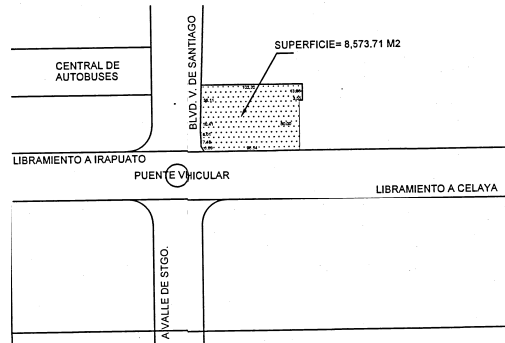 SUPERFICIE= 8,573.71 M2
CENTRAL DE
AUTOBUSES
BLVD. V. DE SANTIAGO
LIBRAMIENTO A IRAPUATO
PUENTE VHICULAR
LIBRAMIENTO A CELAYA
A VALLE DE STGO.